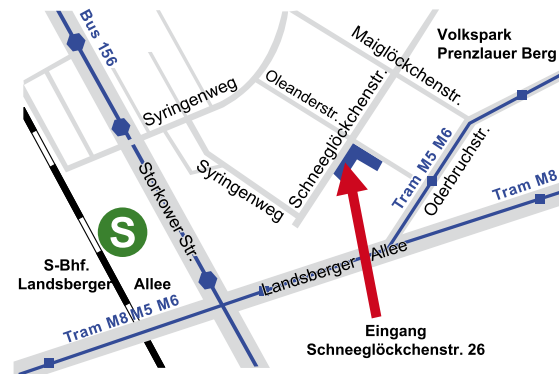 Bus 156
Volkspark
Prenzlauer Berg
Maiglöckchenstr.
Oleanderstr.
Syringenweg
Schneeglöckchenstr.
Syringenweg
Tram M5 M6
Oderbruchstr.
Tram M8
Storkower Str.
S
S-Bhf.
Landsberger Allee
Landsberger Allee
Tram M8 M5 M6
Eingang
Schneeglöckchenstr. 26